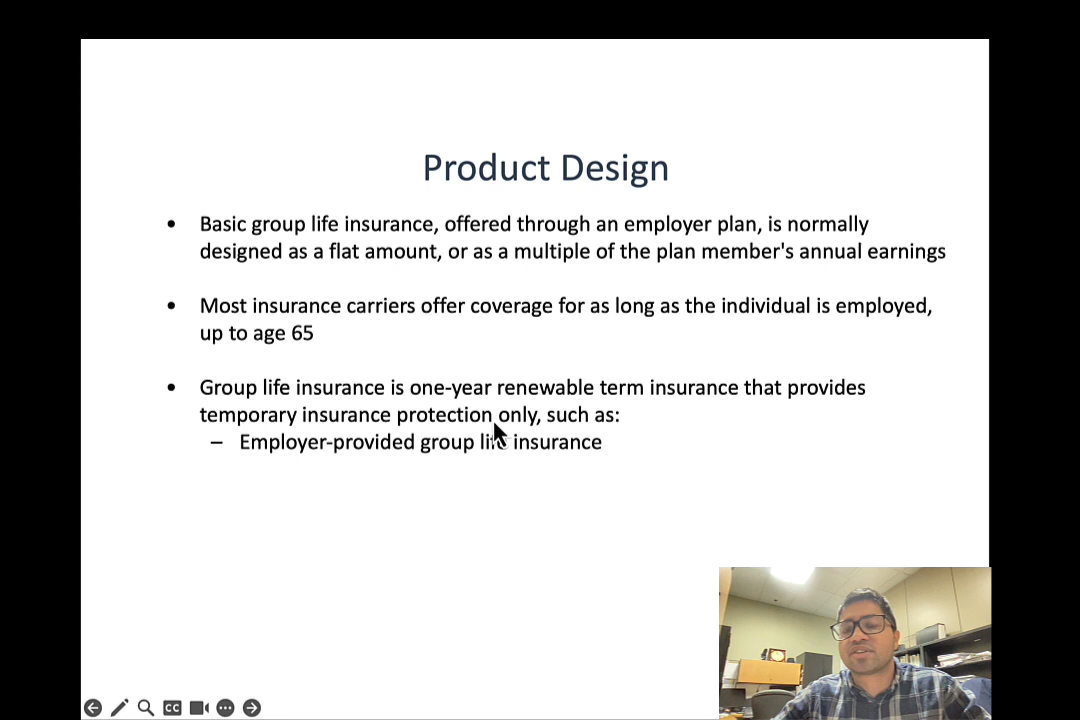 Product Design
• Basic group life insurance, offered through an employer plan, is normally
designed as a flat amount, or as a multiple of the plan member's annual earnings
• Most insurance carriers offer coverage for as long as the individual is employed,
up to age 65
• Group life insurance is one-year renewable term insurance that provides
temporary insurance protection only, such as:
– Employer-provided group life insurance
CC